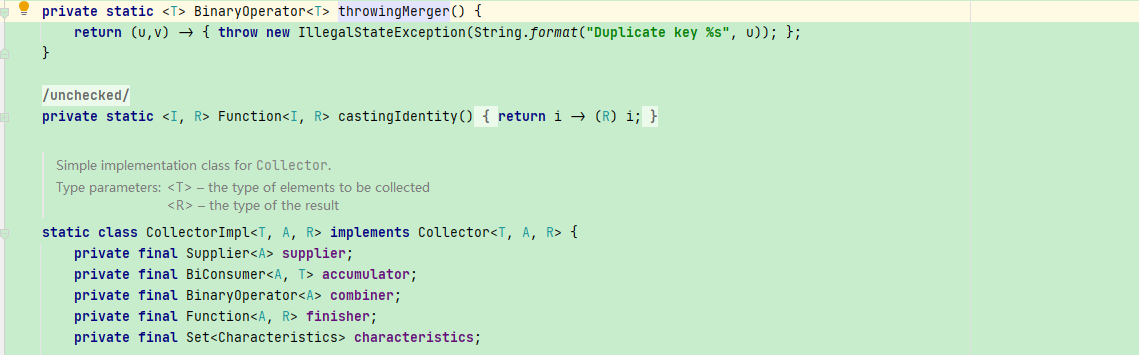 private static <T> BinaryOperator<T> throwingMerger() {
    return (u,v) → { throw new IllegalStateException(String.format("Duplicate key %s", u)); };
}
/unchecked/
private static <I, R> Function<I, R> castingIdentity() { return i → (R) i; }
Simple implementation class for Collector.
Type parameters: <T> – the type of elements to be collected
<R> – the type of the result
static class CollectorImpl<T, A, R> implements Collector<T, A, R> {
    private final Supplier<A> supplier;
    private final BiConsumer<A, T> accumulator;
    private final BinaryOperator<A> combiner;
    private final Function<A, R> finisher;
    private final Set<Characteristics> characteristics;